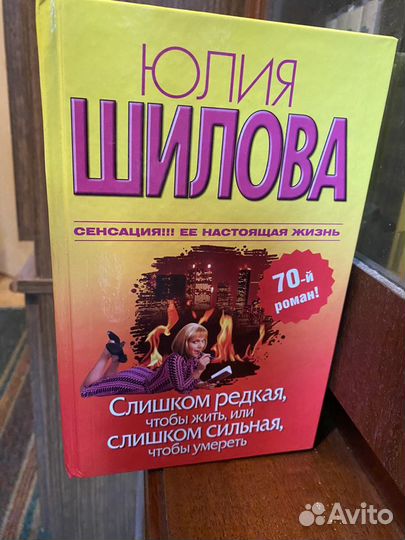 ЮЛИЯ
ШИЛОВА
СЕНСАЦИЯ!!! ЕЕ НАСТОЯЩАЯ ЖИЗНЬ
70-й
роман!
Слишком редкая,
чтобы жить, или
слишком сильная,
чтобы умереть
Avito